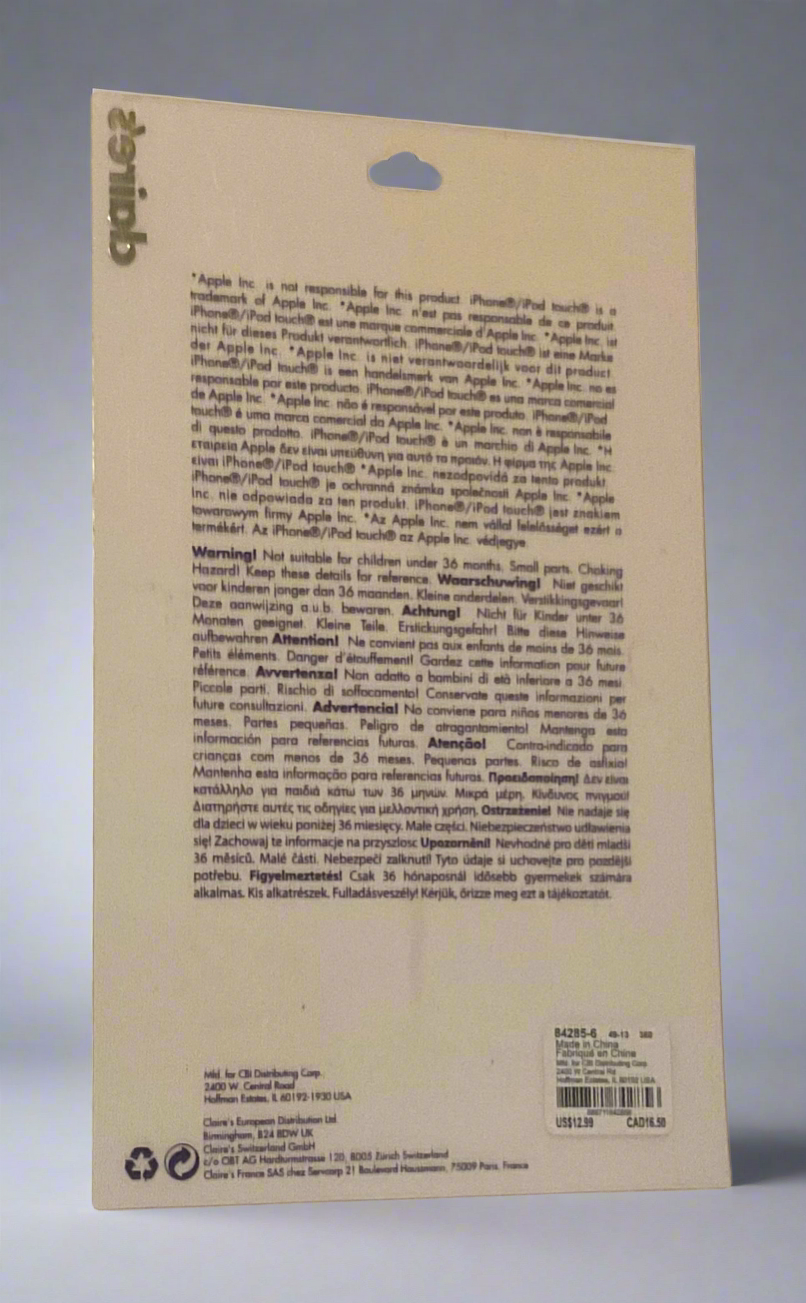 claire's
*Apple Inc. is not responsible for this product. iPhone®/iPod touch® is a
trademark of Apple Inc. *Apple Inc. n'est pas responsable de ce produit.
iPhone®/iPod touch® est une marque commerciale d'Apple Inc. *Apple Inc. ist
nicht für dieses Produkt verantwortlich. iPhone®/iPod touch® ist eine Marke
der Apple Inc. *Apple Inc. is niet verantwoordelijk voor dit product.
iPhone®/iPod touch® is een handelsmerk van Apple Inc. *Apple Inc. no es
responsable por este producto. iPhone®/iPod touch® es una marca comercial
de Apple Inc. *Apple Inc. não é responsável por este produto. iPhone®/iPod
touch® é uma marca comercial da Apple Inc. *Apple Inc. non è responsabile
di questo prodotto. iPhone®/iPod touch® è un marchio di Apple Inc. *Η
εταιρεία Apple δεν είναι υπεύθυνη για αυτό το προϊόν. Η φίρμα της Apple Inc.
είναι iPhone®/iPod touch® *Apple Inc. nezodpovídá za tento produkt.
iPhone®/iPod touch® je ochranná známka společnosti Apple Inc. *Apple
Inc. nie odpowiada za ten produkt. iPhone®/iPod touch® jest znakiem
towarowym firmy Apple Inc. *Az Apple Inc. nem vállal felelősséget ezért a
termékért. Az iPhone®/iPod touch® az Apple Inc. védjegye.
Warning! Not suitable for children under 36 months. Small parts. Choking
Hazard! Keep these details for reference. Waarschuwing! Niet geschikt
voor kinderen jonger dan 36 maanden. Kleine onderdelen. Verstikkingsgevaar!
Deze aanwijzing a.u.b. bewaren. Achtung! Nicht für Kinder unter 36
Monaten geeignet. Kleine Teile. Erstickungsgefahr! Bitte diese Hinweise
aufbewahren Attention! Ne convient pas aux enfants de moins de 36 mois.
Petits éléments. Danger d'étouffement! Gardez cette information pour future
référence. Avvertenza! Non adatto a bambini di età inferiore a 36 mesi.
Piccole parti. Rischio di soffocamento! Conservate queste informazioni per
future consultazioni. Advertencia! No conviene para niños menores de 36
meses. Partes pequeñas. Peligro de atragantamiento! Mantenga esta
información para referencias futuras. Atenção! Contra-indicado para
crianças com menos de 36 meses. Pequenas partes. Risco de asfixia!
Mantenha esta informação para referencias futuras. Προειδοποίηση! Δεν είναι
κατάλληλο για παιδιά κάτω των 36 μηνών. Μικρά μέρη. Κίνδυνος πνιγμού!
Διατηρήστε αυτές τις οδηγίες για μελλοντική χρήση. Ostrzeżenie! Nie nadaje się
dla dzieci w wieku poniżej 36 miesięcy. Małe części. Niebezpieczeństwo udławienia
się! Zachowaj te informacje na przyszlosc Upozornění! Nevhodné pro děti mladší
36 měsíců. Malé části. Nebezpečí zalknutí! Tyto údaje si uchovejte pro pozdější
potřebu. Figyelmeztetés! Csak 36 hónaposnál idősebb gyermekek számára
alkalmas. Kis alkatrészek. Fulladásveszély! Kérjük, őrizze meg ezt a tájékoztatót.
Mfd. for CBI Distributing Corp.
2400 W. Central Road
Hoffman Estates, IL 60192-1930 USA
Claire's European Distribution Ltd.
Birmingham, B24 8DW UK
Claire's Switzerland GmbH
c/o OBT AG Hardturmstrasse 120, 8005 Zürich Switzerland
Claire's France SAS chez Servcorp 21 Boulevard Haussmann, 75009 Paris, France
84285-6 49-13
Made in China
Fabriqué en Chine
Mfd. for CBI Distributing Corp.
2400 W Central Rd
Hoffman Estates, IL 60192 USA
US$12.99 CAD16.50